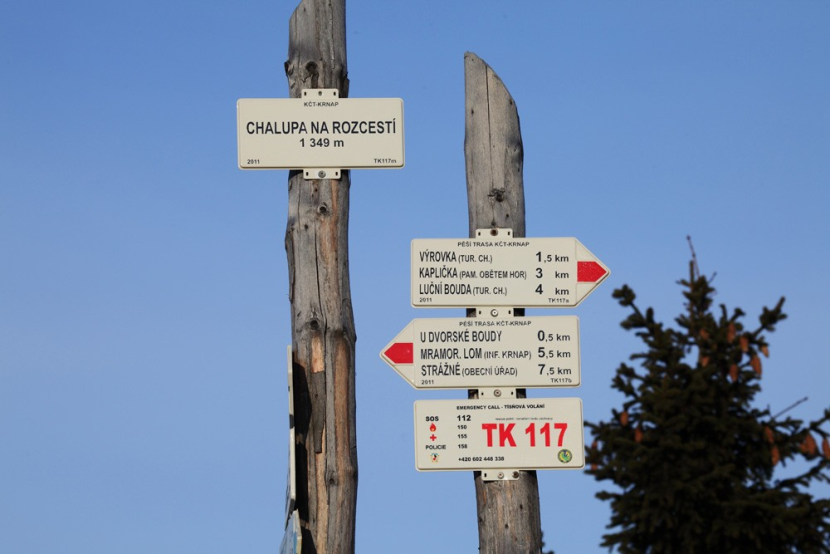 KČT-KRNAP
CHALUPA NA ROZCESTÍ
1 349 m
2011 TK117m
PĚŠÍ TRASA KČT-KRNAP
VÝROVKA (TUR. CH.) 1,5 km
KAPLIČKA (PAM. OBĚTEM HOR) 3 km
LUČNÍ BOUDA (TUR. CH.) 4 km
2011 TK117a
PĚŠÍ TRASA KČT-KRNAP
U DVORSKÉ BOUDY 0,5 km
MRAMOR. LOM (INF. KRNAP) 5,5 km
STRÁŽNÉ (OBECNÍ ÚŘAD) 7,5 km
2011 TK117b
EMERGENCY CALL - TÍSŇOVÁ VOLÁNÍ
SOS 112
150
155
POLICIE 158
TK 117
+420 602 448 338